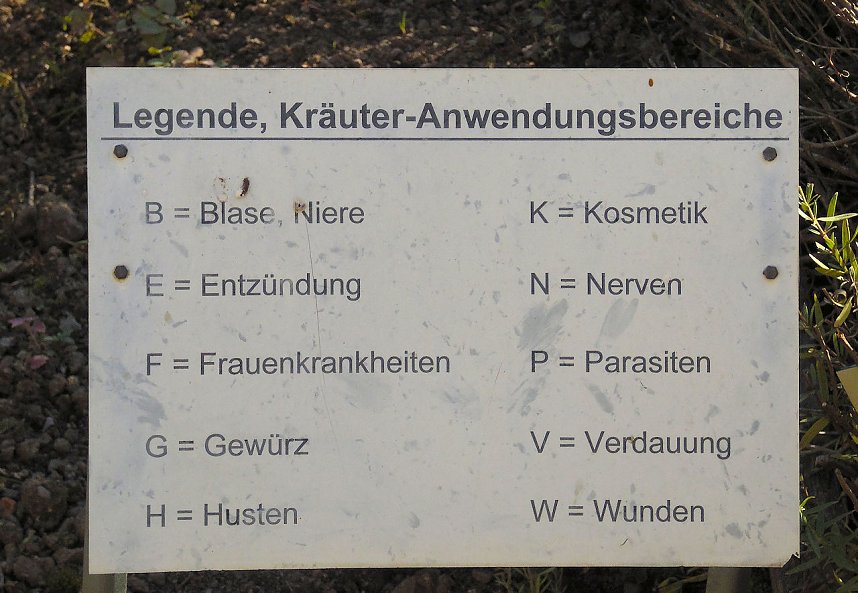 Legende, Kräuter-Anwendungsbereiche
B = Blase, Niere
E = Entzündung
F = Frauenkrankheiten
G = Gewürz
H = Husten
K = Kosmetik
N = Nerven
P = Parasiten
V = Verdauung
W = Wunden